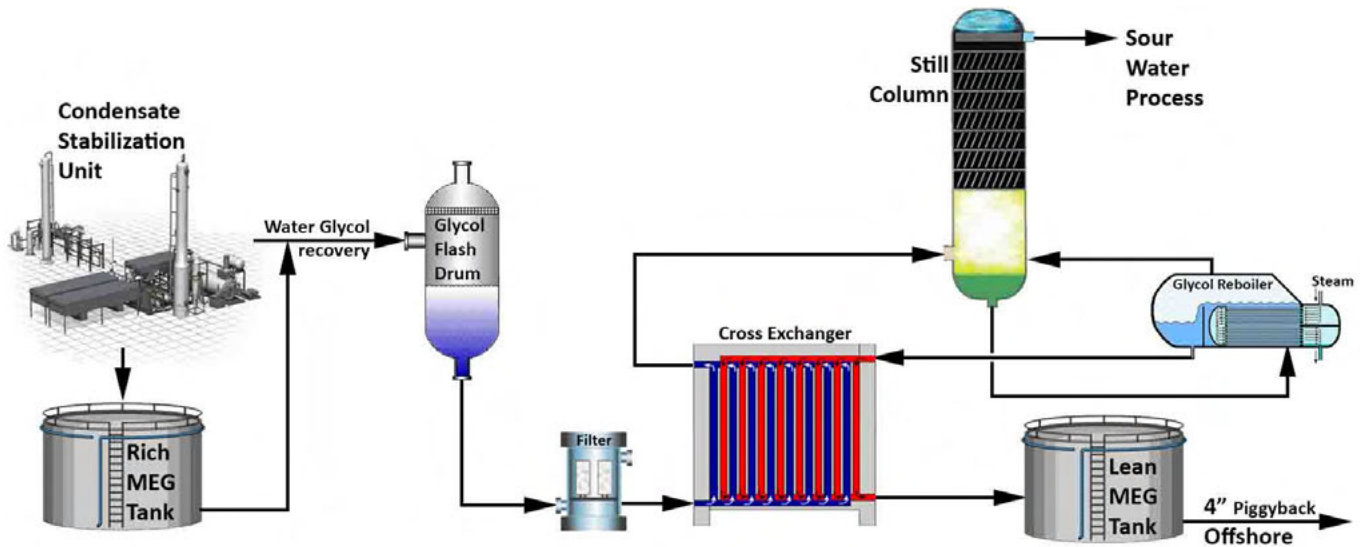 Condensate
Stabilization
Unit
Water Glycol
recovery
Glycol
Flash
Drum
Still
Column
Sour
Water
Process
Glycol Reboiler
Steam
Cross Exchanger
Filter
Rich
MEG
Tank
Lean
MEG
Tank
4” Piggyback
Offshore